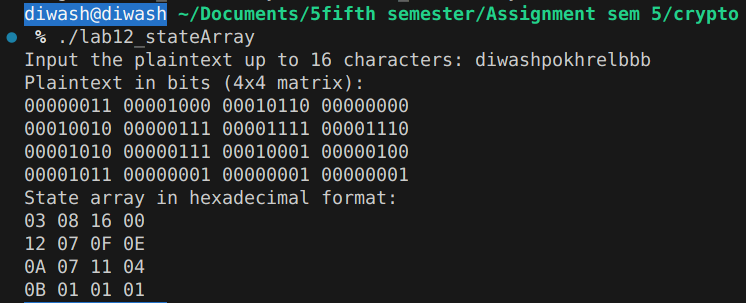 diwash@diwash ~/Documents/5fifth semester/Assignment sem 5/crypto
% ./lab12_stateArray
Input the plaintext up to 16 characters: diwashpokhrelbbb
Plaintext in bits (4x4 matrix):
00000011 00001000 00010110 00000000
00010010 00000111 00001111 00001110
00001010 00000111 00010001 00000100
00001011 00000001 00000001 00000001
State array in hexadecimal format:
03 08 16 00
12 07 0F 0E
0A 07 11 04
0B 01 01 01